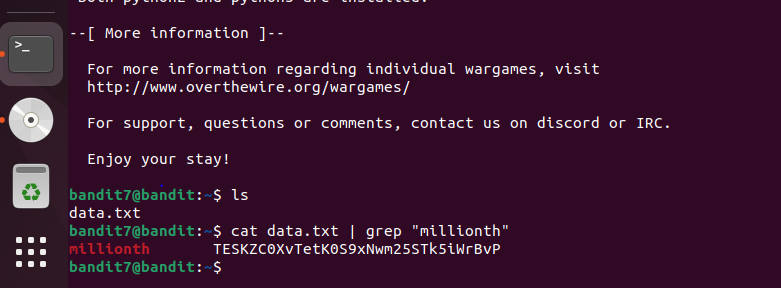 --[ More information ]--
For more information regarding individual wargames, visit
http://www.overthewire.org/wargames/
For support, questions or comments, contact us on discord or IRC.
Enjoy your stay!
bandit7@bandit:~$ ls
data.txt
bandit7@bandit:~$ cat data.txt | grep "millionth"
millionth TESKZC0XvTetK0S9xNwm25STk5iWrBvP
bandit7@bandit:~$